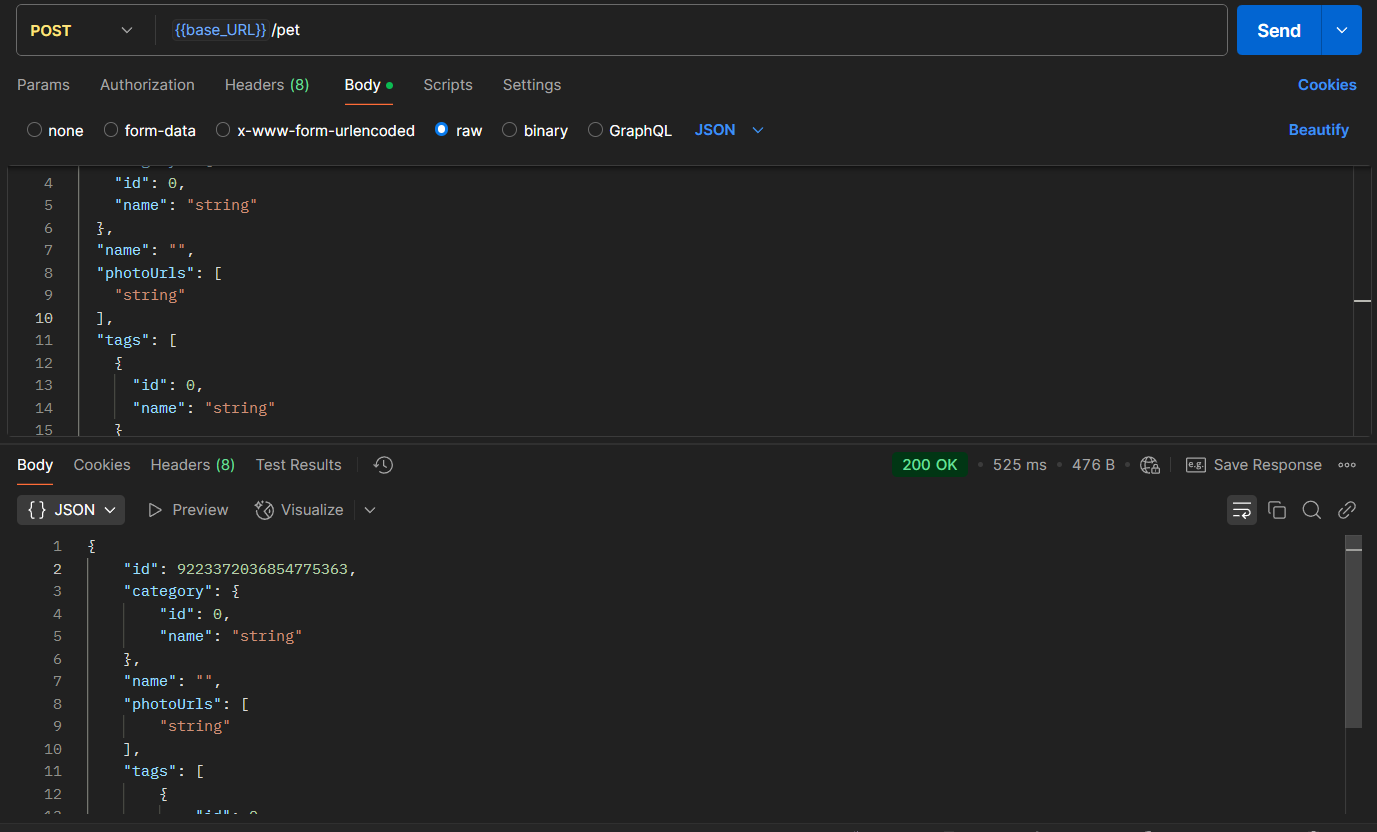 POST {{base_URL}} /pet Send
Params Authorization Headers (8) Body Scripts Settings Cookies
none form-data x-www-form-urlencoded raw binary GraphQL JSON Beautify
4 "id": 0,
5 "name": "string"
6 },
7 "name": "",
8 "photoUrls": [
9 "string"
10 ],
11 "tags": [
12 {
13 "id": 0,
14 "name": "string"
15 }
Body Cookies Headers (8) Test Results 200 OK • 525 ms • 476 B • e.g. Save Response
{} JSON Preview Visualize
1 {
2 "id": 9223372036854775363,
3 "category": {
4 "id": 0,
5 "name": "string"
6 },
7 "name": "",
8 "photoUrls": [
9 "string"
10 ],
11 "tags": [
12 {